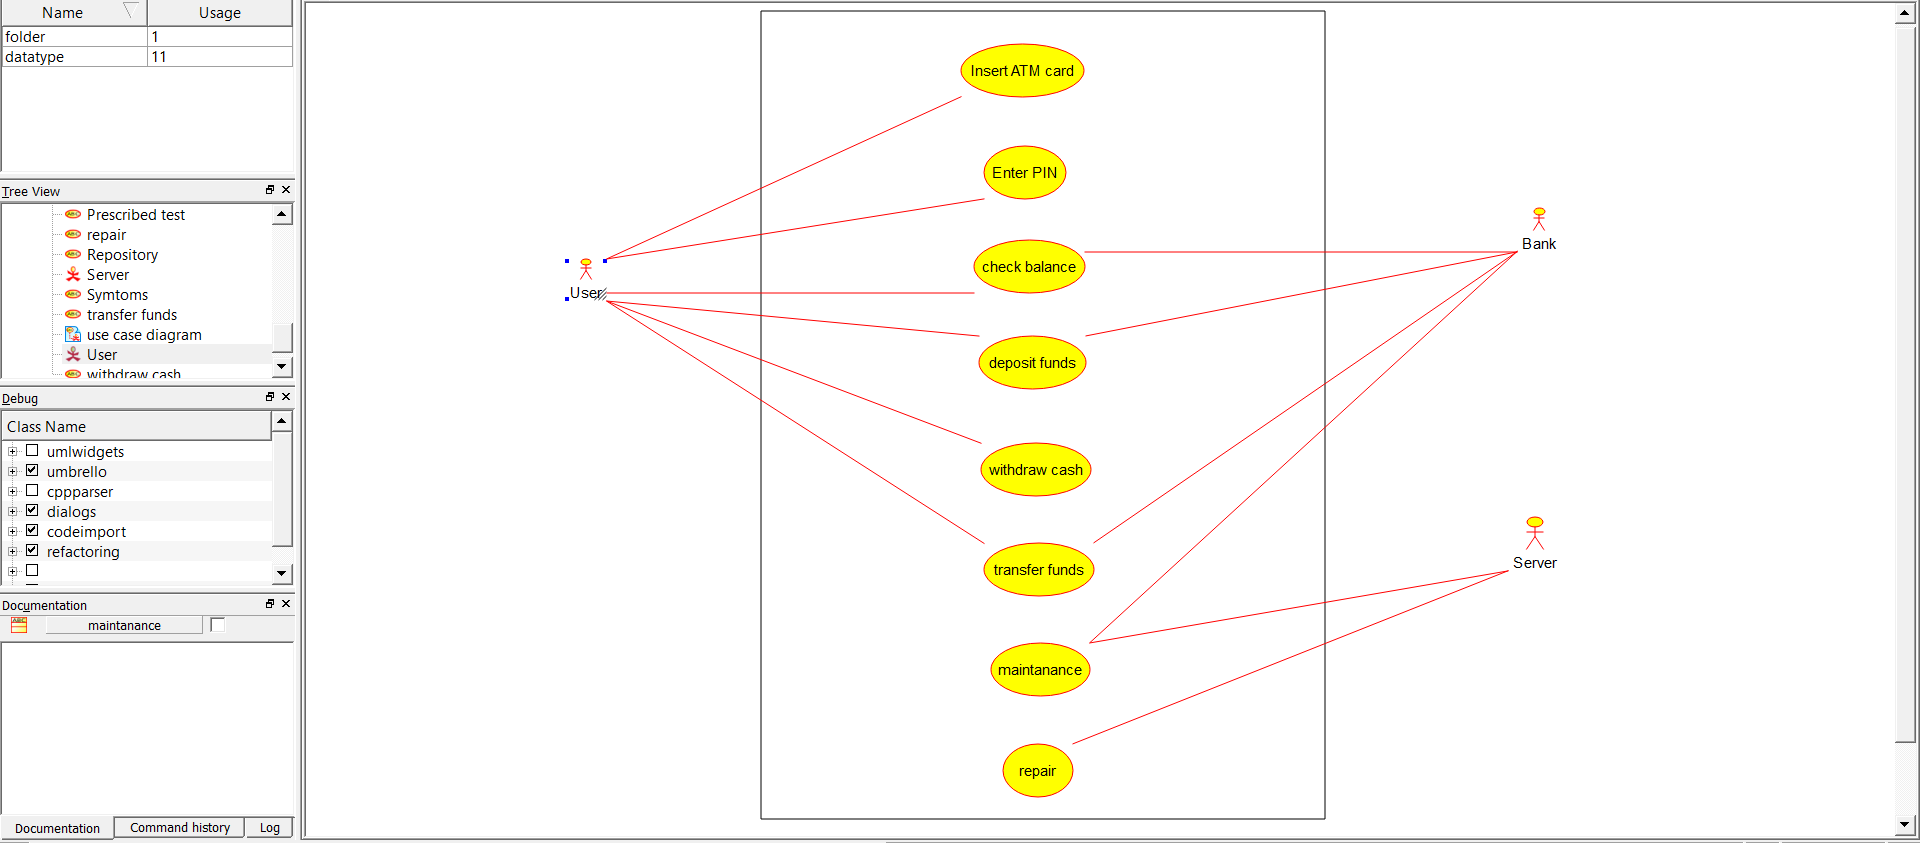 Name Usage
folder 1
datatype 11
Tree View
Prescribed test
repair
Repository
Server
Symtoms
transfer funds
use case diagram
User
withdraw cash
Debug
Class Name
umlwidgets
umbrello
cppparser
dialogs
codeimport
refactoring
Documentation
ABC
maintanance
Documentation Command history Log
Insert ATM card
Enter PIN
check balance
deposit funds
withdraw cash
transfer funds
maintanance
repair
User
Bank
Server